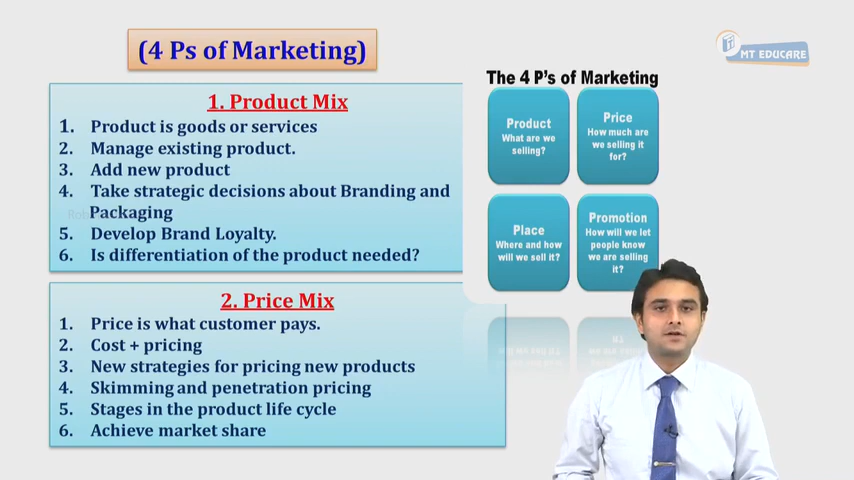 (4 Ps of Marketing)
MT EDUCARE
1. Product Mix
1. Product is goods or services
2. Manage existing product.
3. Add new product
4. Take strategic decisions about Branding and
Packaging
5. Develop Brand Loyalty.
6. Is differentiation of the product needed?
2. Price Mix
1. Price is what customer pays.
2. Cost + pricing
3. New strategies for pricing new products
4. Skimming and penetration pricing
5. Stages in the product life cycle
6. Achieve market share
The 4 P's of Marketing
Product
What are we
selling?
Price
How much are
we selling it
for?
Place
Where and how
will we sell it?
Promotion
How will we let
people know
we are selling
it?